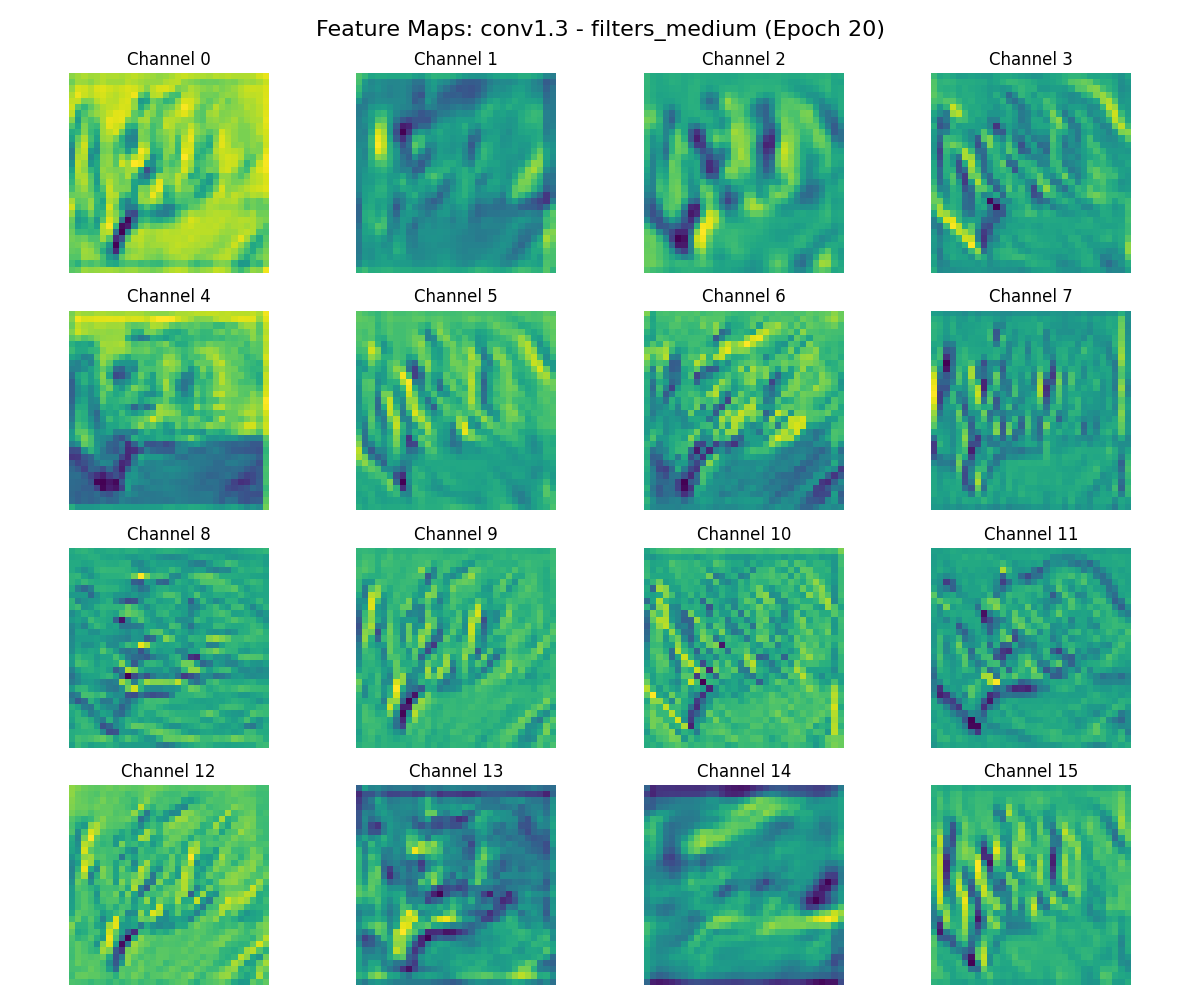 Feature Maps: conv1.3 - filters_medium (Epoch 20)
Channel 0 Channel 1 Channel 2 Channel 3
Channel 4 Channel 5 Channel 6 Channel 7
Channel 8 Channel 9 Channel 10 Channel 11
Channel 12 Channel 13 Channel 14 Channel 15